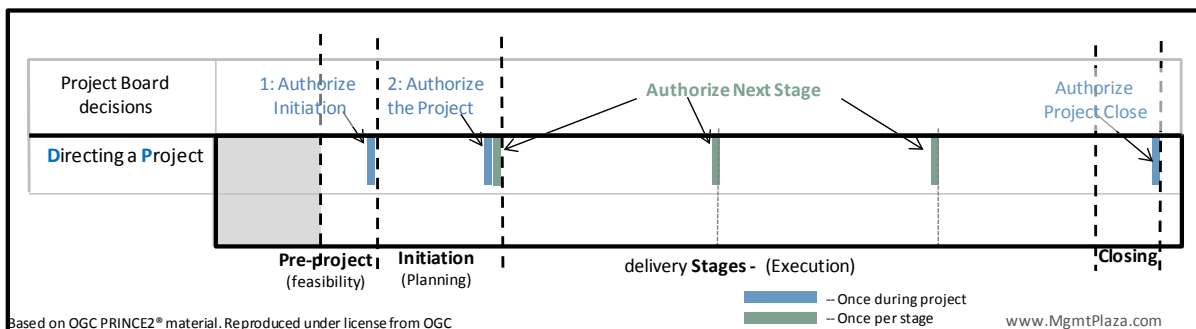 Project Board
decisions
1: Authorize
Initiation
2: Authorize
the Project
Authorize Next Stage
Authorize
Project Close
Directing a Project
Pre-project
(feasibility)
Initiation
(Planning)
delivery Stages - (Execution)
Closing
-- Once during project
-- Once per stage
Based on OGC PRINCE2® material. Reproduced under license from OGC
www.MgmtPlaza.com